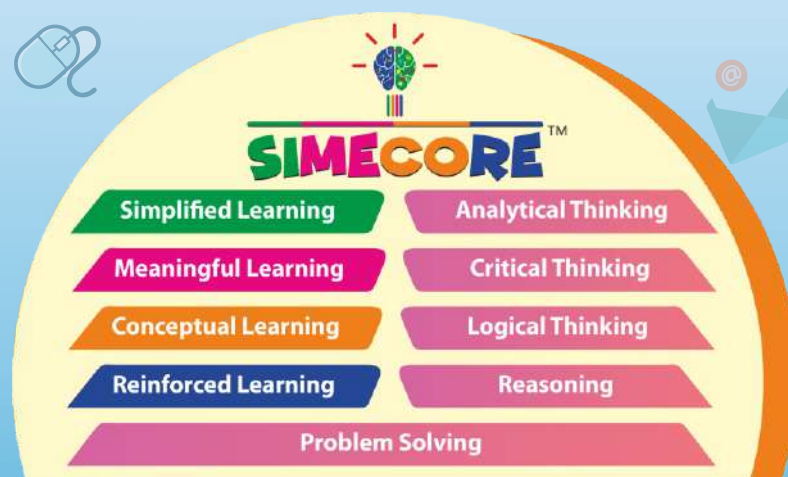 SIMECORE™
Simplified Learning
Analytical Thinking
Meaningful Learning
Critical Thinking
Conceptual Learning
Logical Thinking
Reinforced Learning
Reasoning
Problem Solving
@